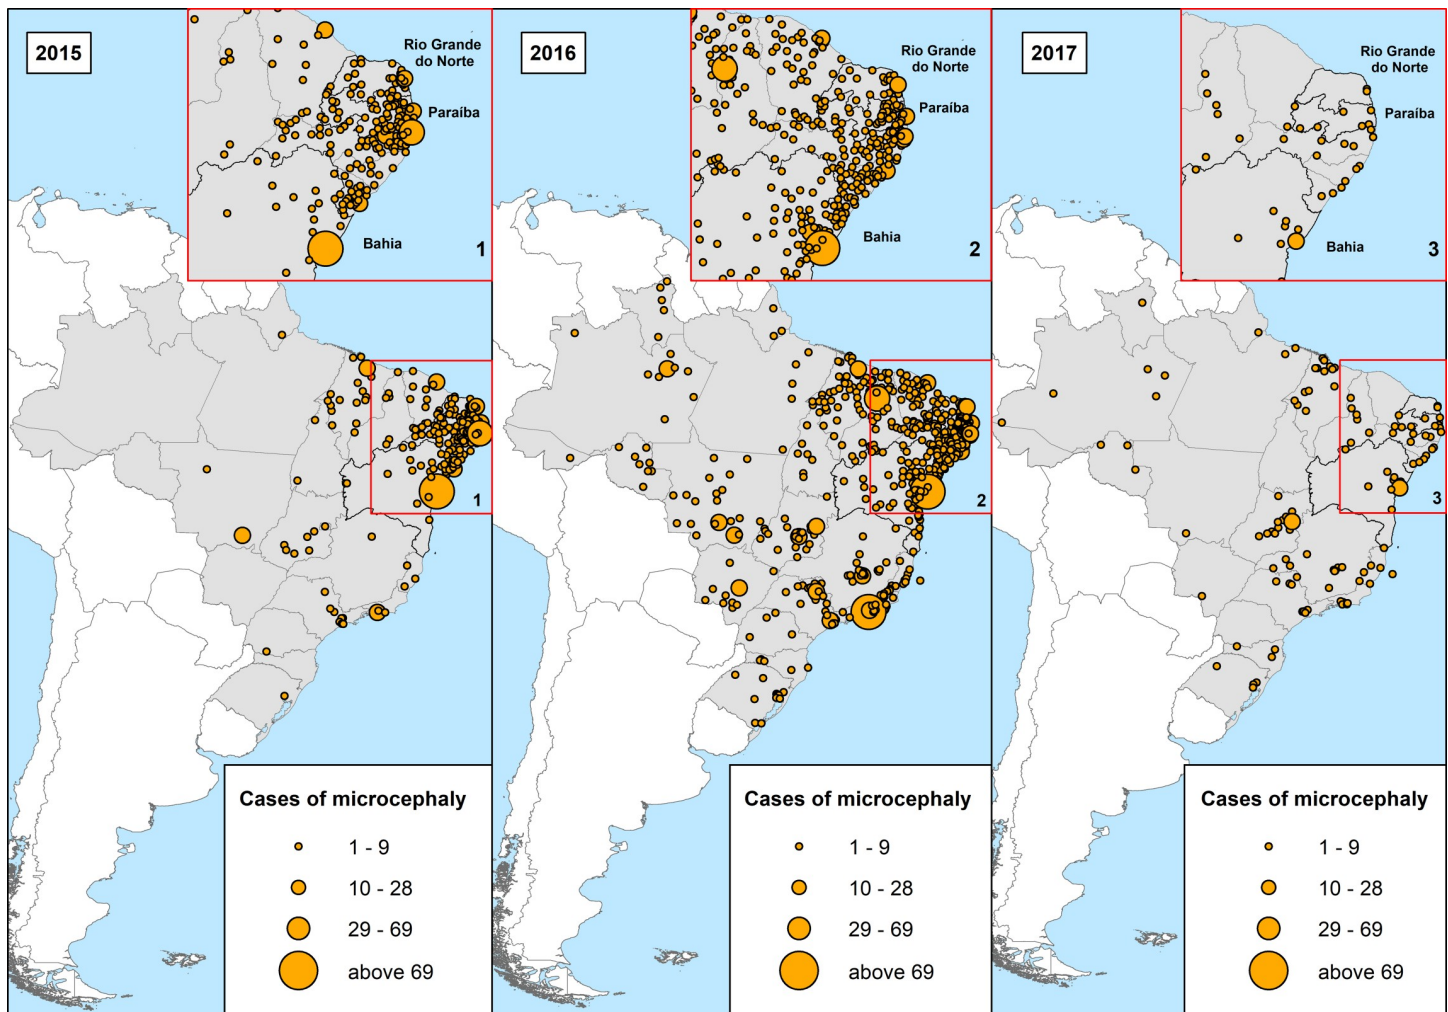 2015
Rio Grande
do Norte
Paraíba
Bahia
1
1
Cases of microcephaly
1 - 9
10 - 28
29 - 69
above 69
2016
Rio Grande
do Norte
Paraíba
Bahia
2
2
Cases of microcephaly
1 - 9
10 - 28
29 - 69
above 69
2017
Rio Grande
do Norte
Paraíba
Bahia
3
3
Cases of microcephaly
1 - 9
10 - 28
29 - 69
above 69